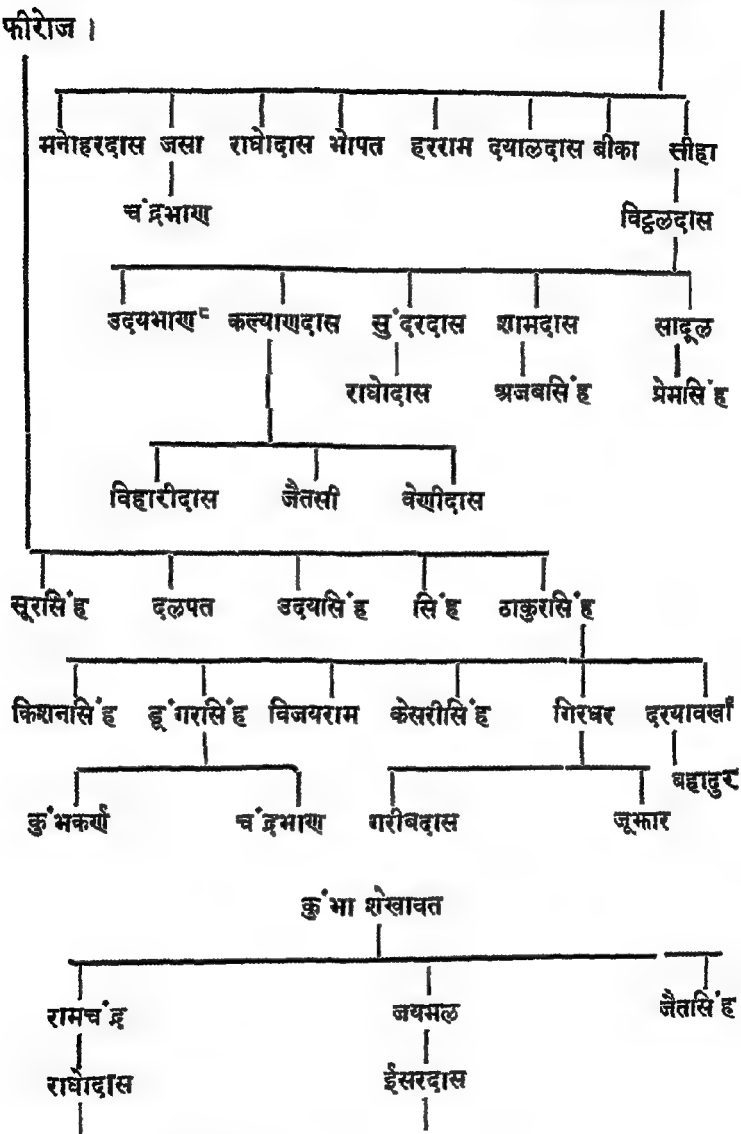 फीरोज ।
मनोहरदास जसा राघोदास भोपत हरराम दयालदास बीका सीहा
चंद्रभाण विट्ठलदास
उदयभाण कल्याणदास सुंदरदास शामदास सादूल
राघोदास अजबसिंह प्रेमसिंह
विहारीदास जैतसी वेणीदास
सूरसिंह दलपत उदयसिंह सिंह ठाकुरसिंह
किशनसिंह डूंगरसिंह विजयराम केसरीसिंह गिरधर दरयावखाँ
बहादुर
कुंभकर्ण चंद्रभाण गरीबदास जूझार
कुंभा शेखावत
रामचंद्र जयमल जैतसिंह
राघोदास ईसरदास